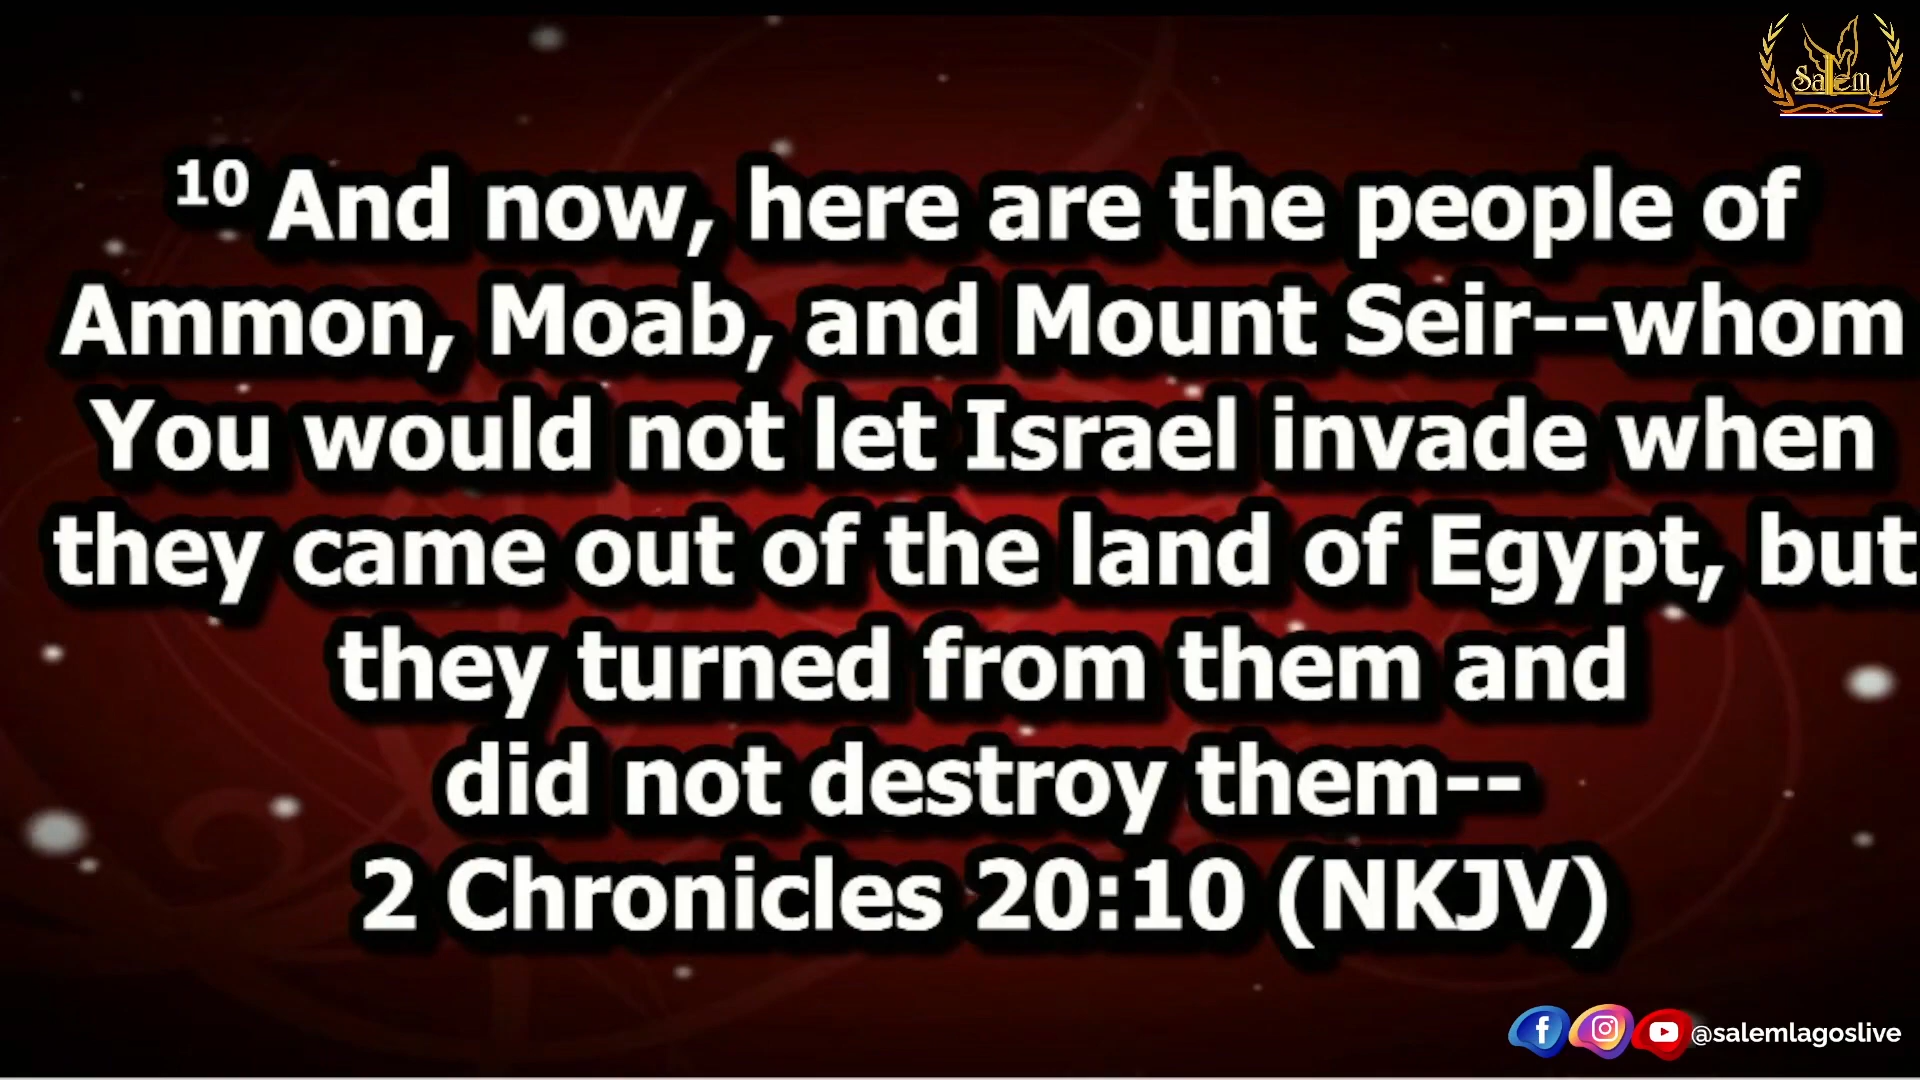 Salem
10 And now, here are the people of
Ammon, Moab, and Mount Seir--whom
You would not let Israel invade when
they came out of the land of Egypt, but
they turned from them and
did not destroy them--
2 Chronicles 20:10 (NKJV)
@salemlagoslive